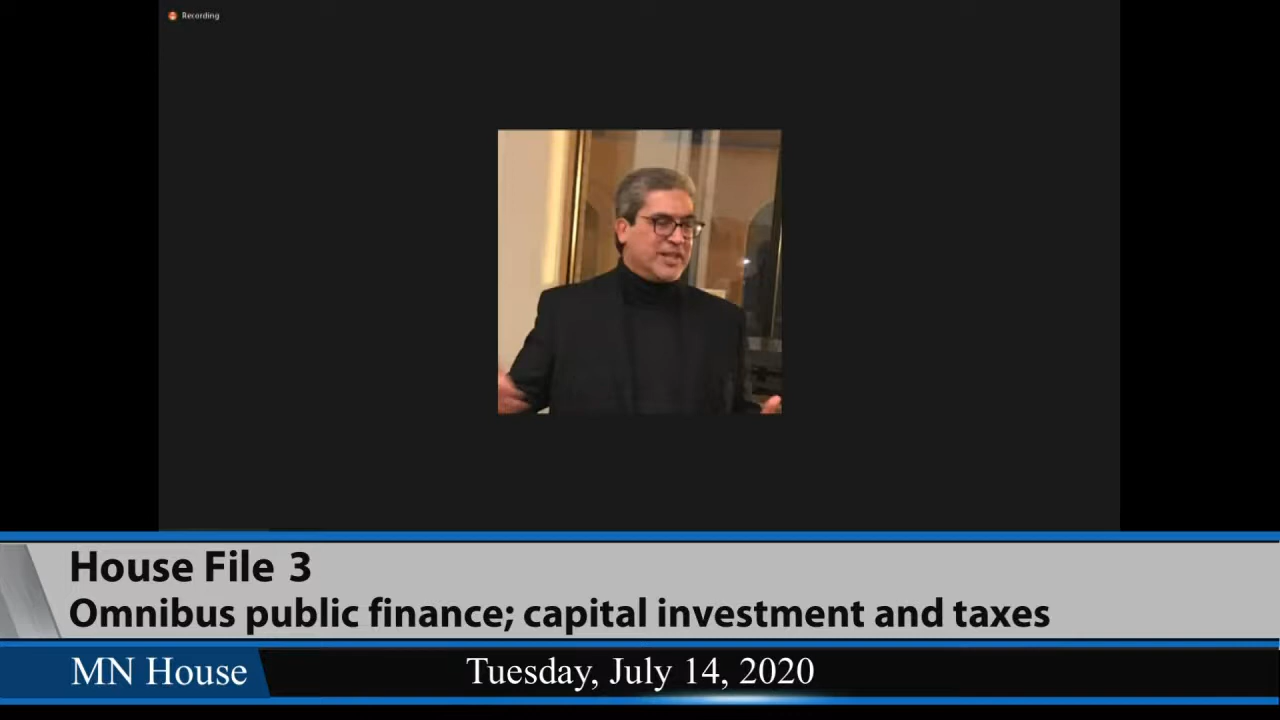 Recording
House File 3
Omnibus public finance; capital investment and taxes
MN House
Tuesday, July 14, 2020